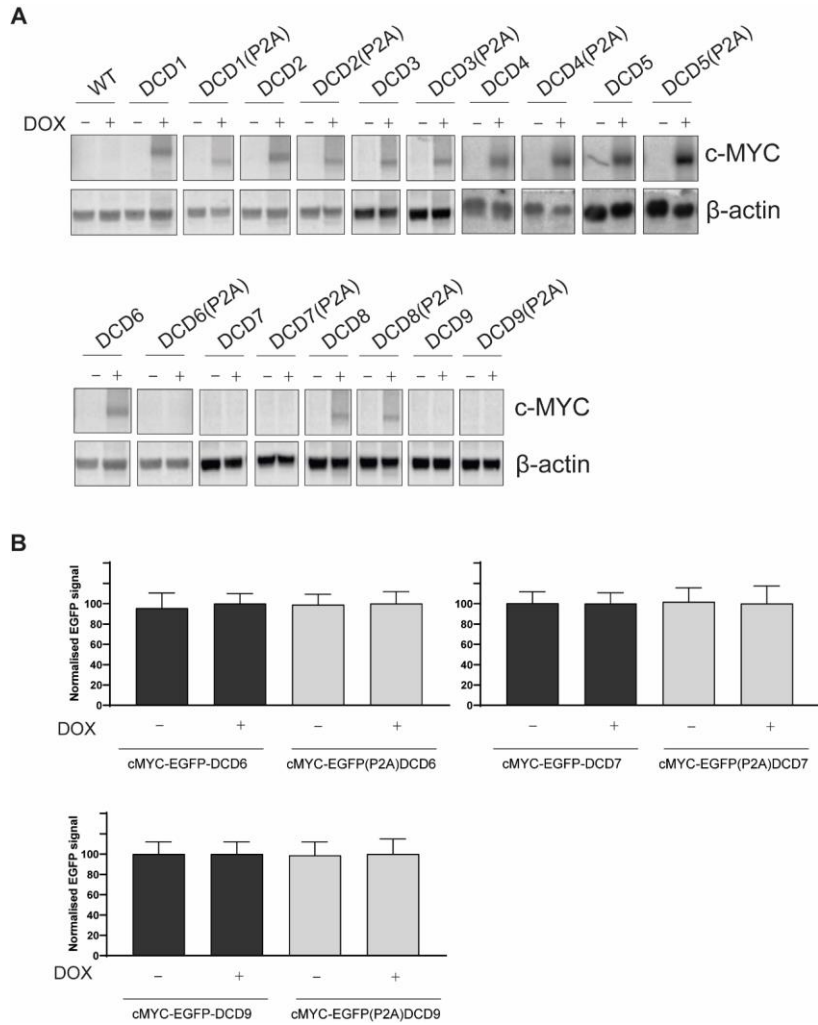 A
WT DCD1 DCD1(P2A) DCD2 DCD2(P2A) DCD3 DCD3(P2A) DCD4 DCD4(P2A) DCD5 DCD5(P2A)
DOX − + − + − + − + − + − + − + − + − + − + − +
c-MYC
β-actin
DCD6 DCD6(P2A) DCD7 DCD7(P2A) DCD8 DCD8(P2A) DCD9 DCD9(P2A)
− + − + − + − + − + − + − + − +
c-MYC
β-actin
B
Normalised EGFP signal
100
80
60
40
20
0
DOX − + − +
cMYC-EGFP-DCD6 cMYC-EGFP(P2A)DCD6
Normalised EGFP signal
100
80
60
40
20
0
− + − +
cMYC-EGFP-DCD7 cMYC-EGFP(P2A)DCD7
Normalised EGFP signal
100
80
60
40
20
0
DOX − + − +
cMYC-EGFP-DCD9 cMYC-EGFP(P2A)DCD9